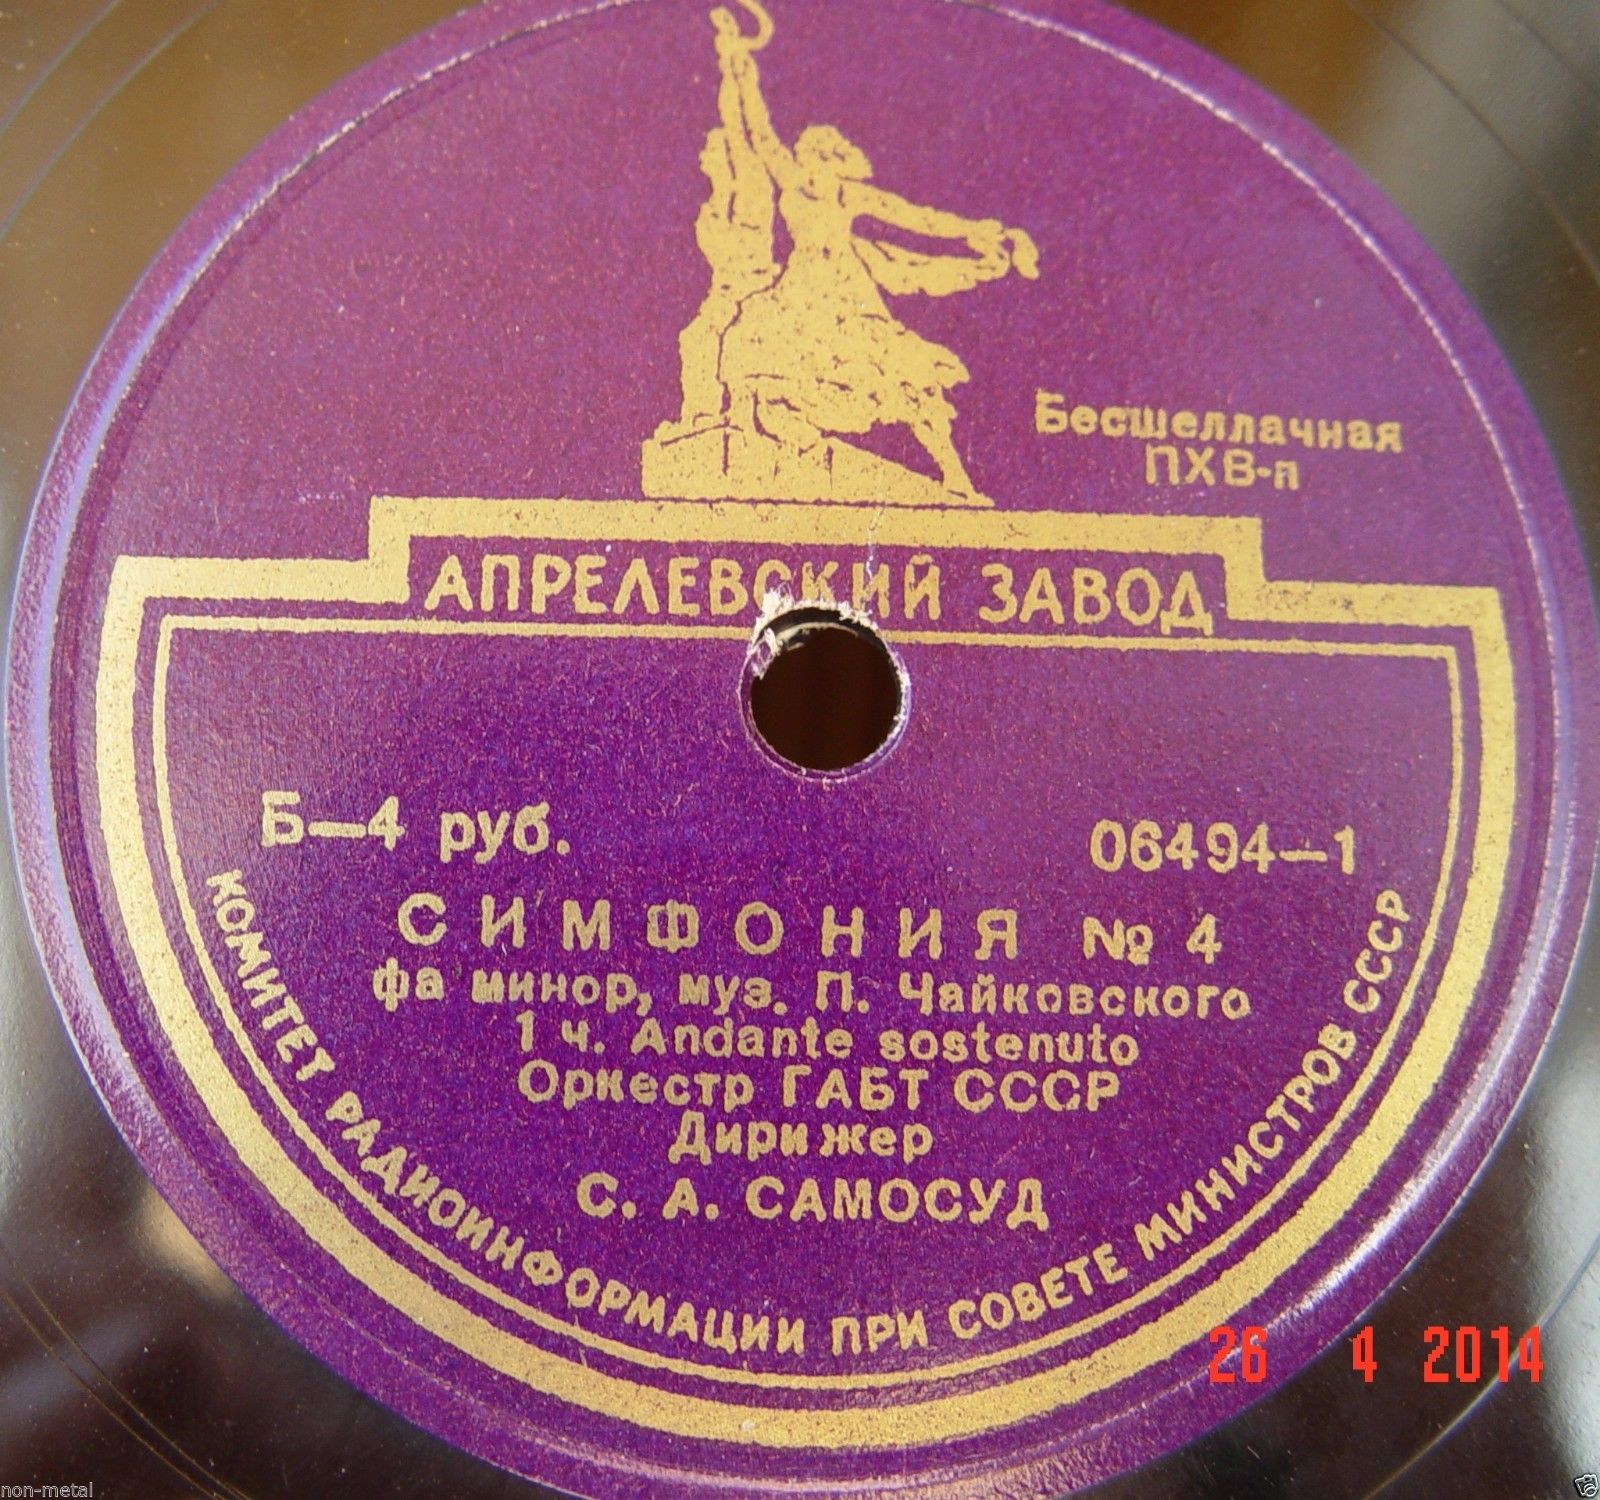 Бесшеллачная
ПХВ-п
АПРЕЛЕВСКИЙ ЗАВОД
Б—4 руб.
06494—1
СИМФОНИЯ № 4
фа минор, муз. П. Чайковского
1 ч. Andante sostenuto
Оркестр ГАБТ СССР
Дирижер
С. А. САМОСУД
КОМИТЕТ РАДИОИНФОРМАЦИИ ПРИ СОВЕТЕ МИНИСТРОВ СССР
26 4 2014
non-metal